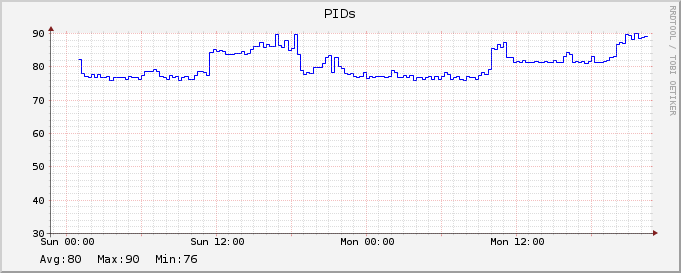 PIDs
RRDTOOL / TOBI OETIKER
90
80
70
60
50
40
30
Sun 00:00 Sun 12:00 Mon 00:00 Mon 12:00
Avg:80 Max:90 Min:76